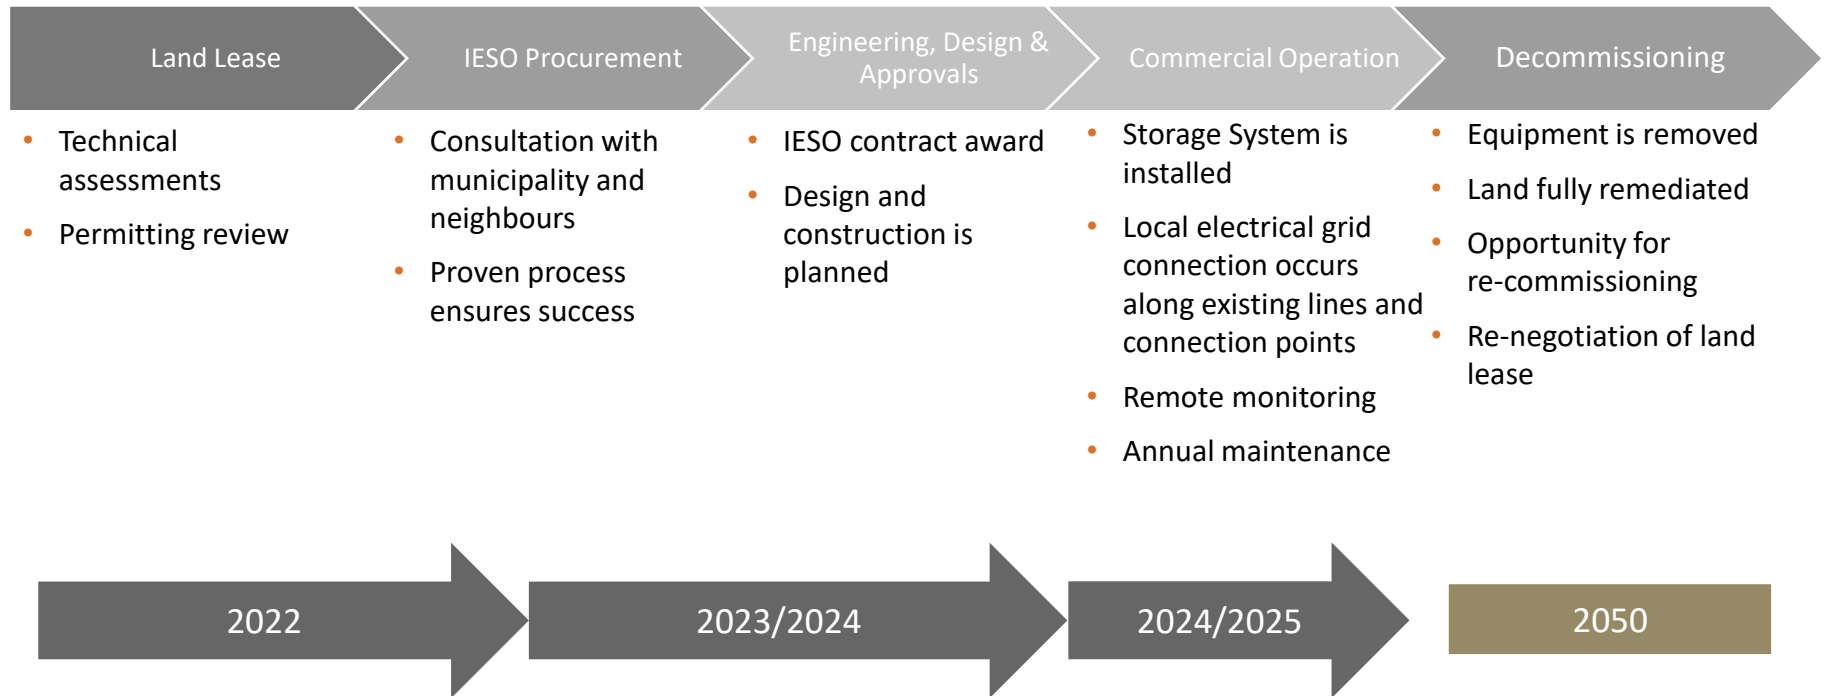 Land Lease
IESO Procurement
Engineering, Design &
Approvals
Commercial Operation
Decommissioning
• Technical
assessments
• Permitting review
• Consultation with
municipality and
neighbours
• Proven process
ensures success
• IESO contract award
• Design and
construction is
planned
• Storage System is
installed
• Local electrical grid
connection occurs
along existing lines and
connection points
• Remote monitoring
• Annual maintenance
• Equipment is removed
• Land fully remediated
• Opportunity for
re-commissioning
• Re-negotiation of land
lease
2022
2023/2024
2024/2025
2050